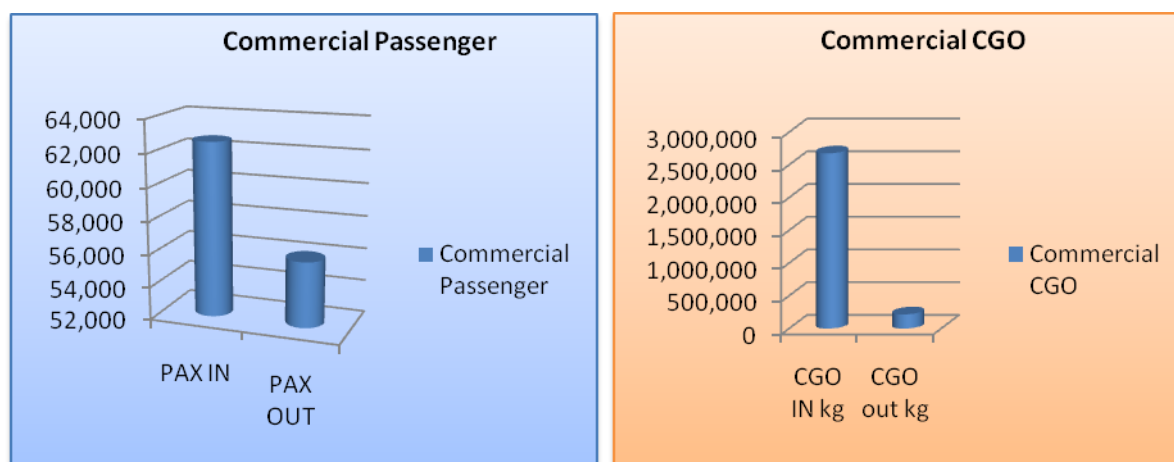 Commercial Passenger
64,000
62,000
60,000
58,000
56,000
54,000
52,000
PAX IN
PAX
OUT
Commercial
Passenger
Commercial CGO
3,000,000
2,500,000
2,000,000
1,500,000
1,000,000
500,000
0
CGO
IN kg
CGO
out kg
Commercial
CGO